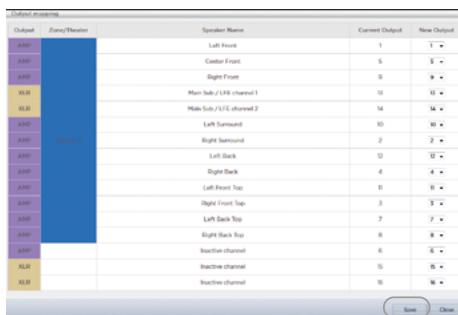 Output mapping
Output Zone/Theater Speaker Name Current Output New Output
AMP Left Front 1 1
AMP Center Front 5 5
AMP Right Front 9 9
XLR Main Sub / LFE channel 1 13 13
XLR Main Sub / LFE channel 2 14 14
AMP Left Surround 10 10
AMP Right Surround 2 2
AMP Left Back 12 12
AMP Right Back 4 4
AMP Left Front Top 11 11
AMP Right Front Top 3 3
AMP Left Back Top 7 7
AMP Right Back Top 8 8
AMP Inactive channel 6 6
XLR Inactive channel 15 15
XLR Inactive channel 16 16
Save Close